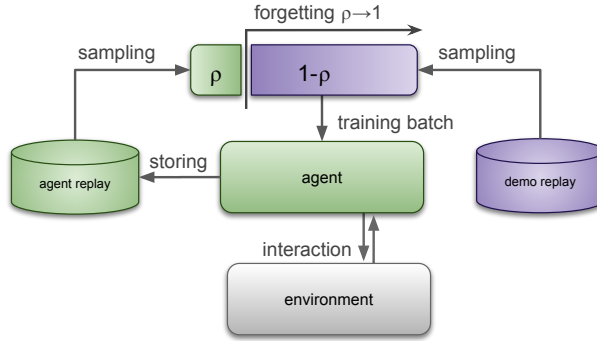 forgetting ρ→1
sampling
sampling
ρ
1-ρ
training batch
storing
agent replay
agent
demo replay
interaction
environment